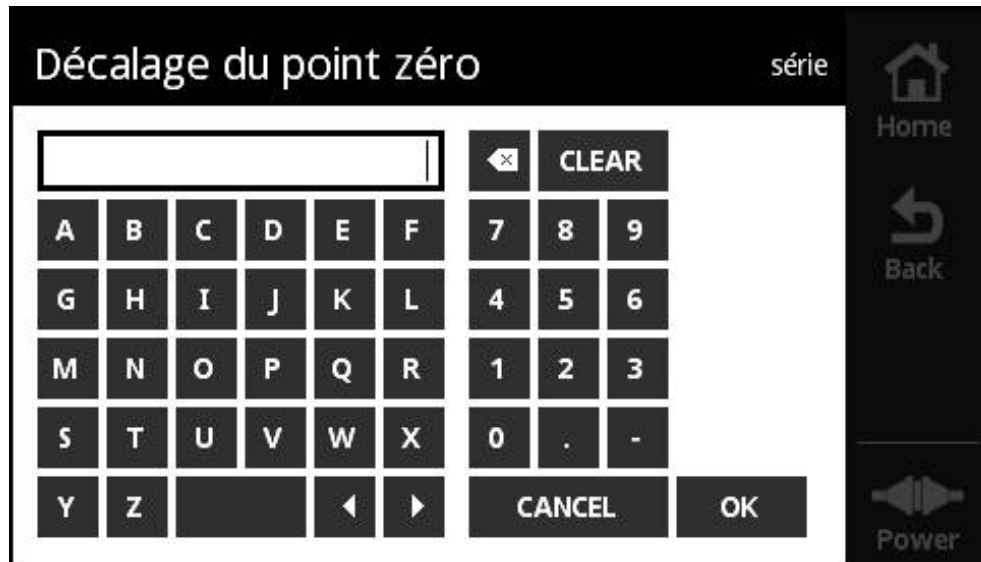 Décalage du point zéro série
Home
CLEAR
A B C D E F 7 8 9
Back
G H I J K L 4 5 6
M N O P Q R 1 2 3
S T U V W X 0 . -
Y Z CANCEL OK
Power